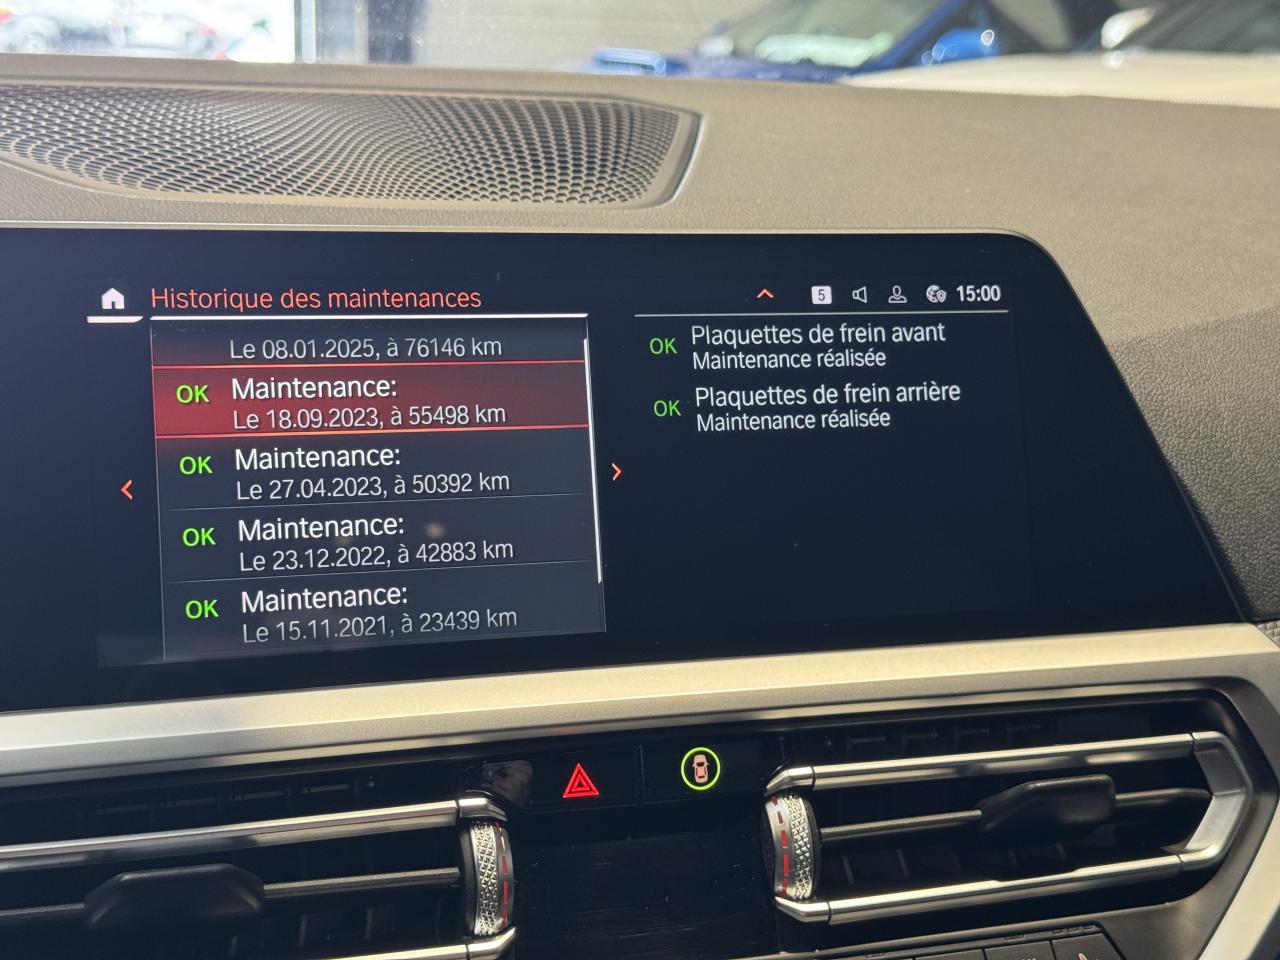 Historique des maintenances
5
15:00
Le 08.01.2025, à 76146 km
OK
Maintenance:
Le 18.09.2023, à 55498 km
OK
Maintenance:
Le 27.04.2023, à 50392 km
OK
Maintenance:
Le 23.12.2022, à 42883 km
OK
Maintenance:
Le 15.11.2021, à 23439 km
OK
Plaquettes de frein avant
Maintenance réalisée
OK
Plaquettes de frein arrière
Maintenance réalisée